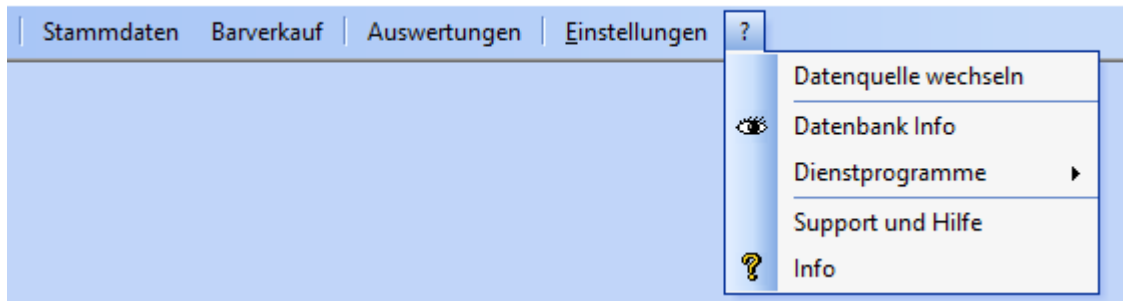 Stammdaten Barverkauf Auswertungen Einstellungen ?
Datenquelle wechseln
Datenbank Info
Dienstprogramme
Support und Hilfe
? Info